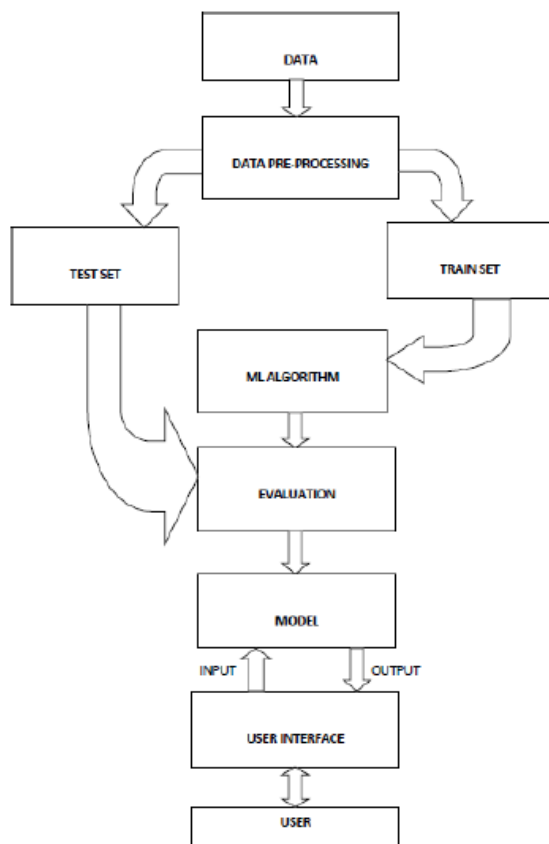 DATA
DATA PRE-PROCESSING
TEST SET
TRAIN SET
ML ALGORITHM
EVALUATION
MODEL
INPUT
OUTPUT
USER INTERFACE
USER